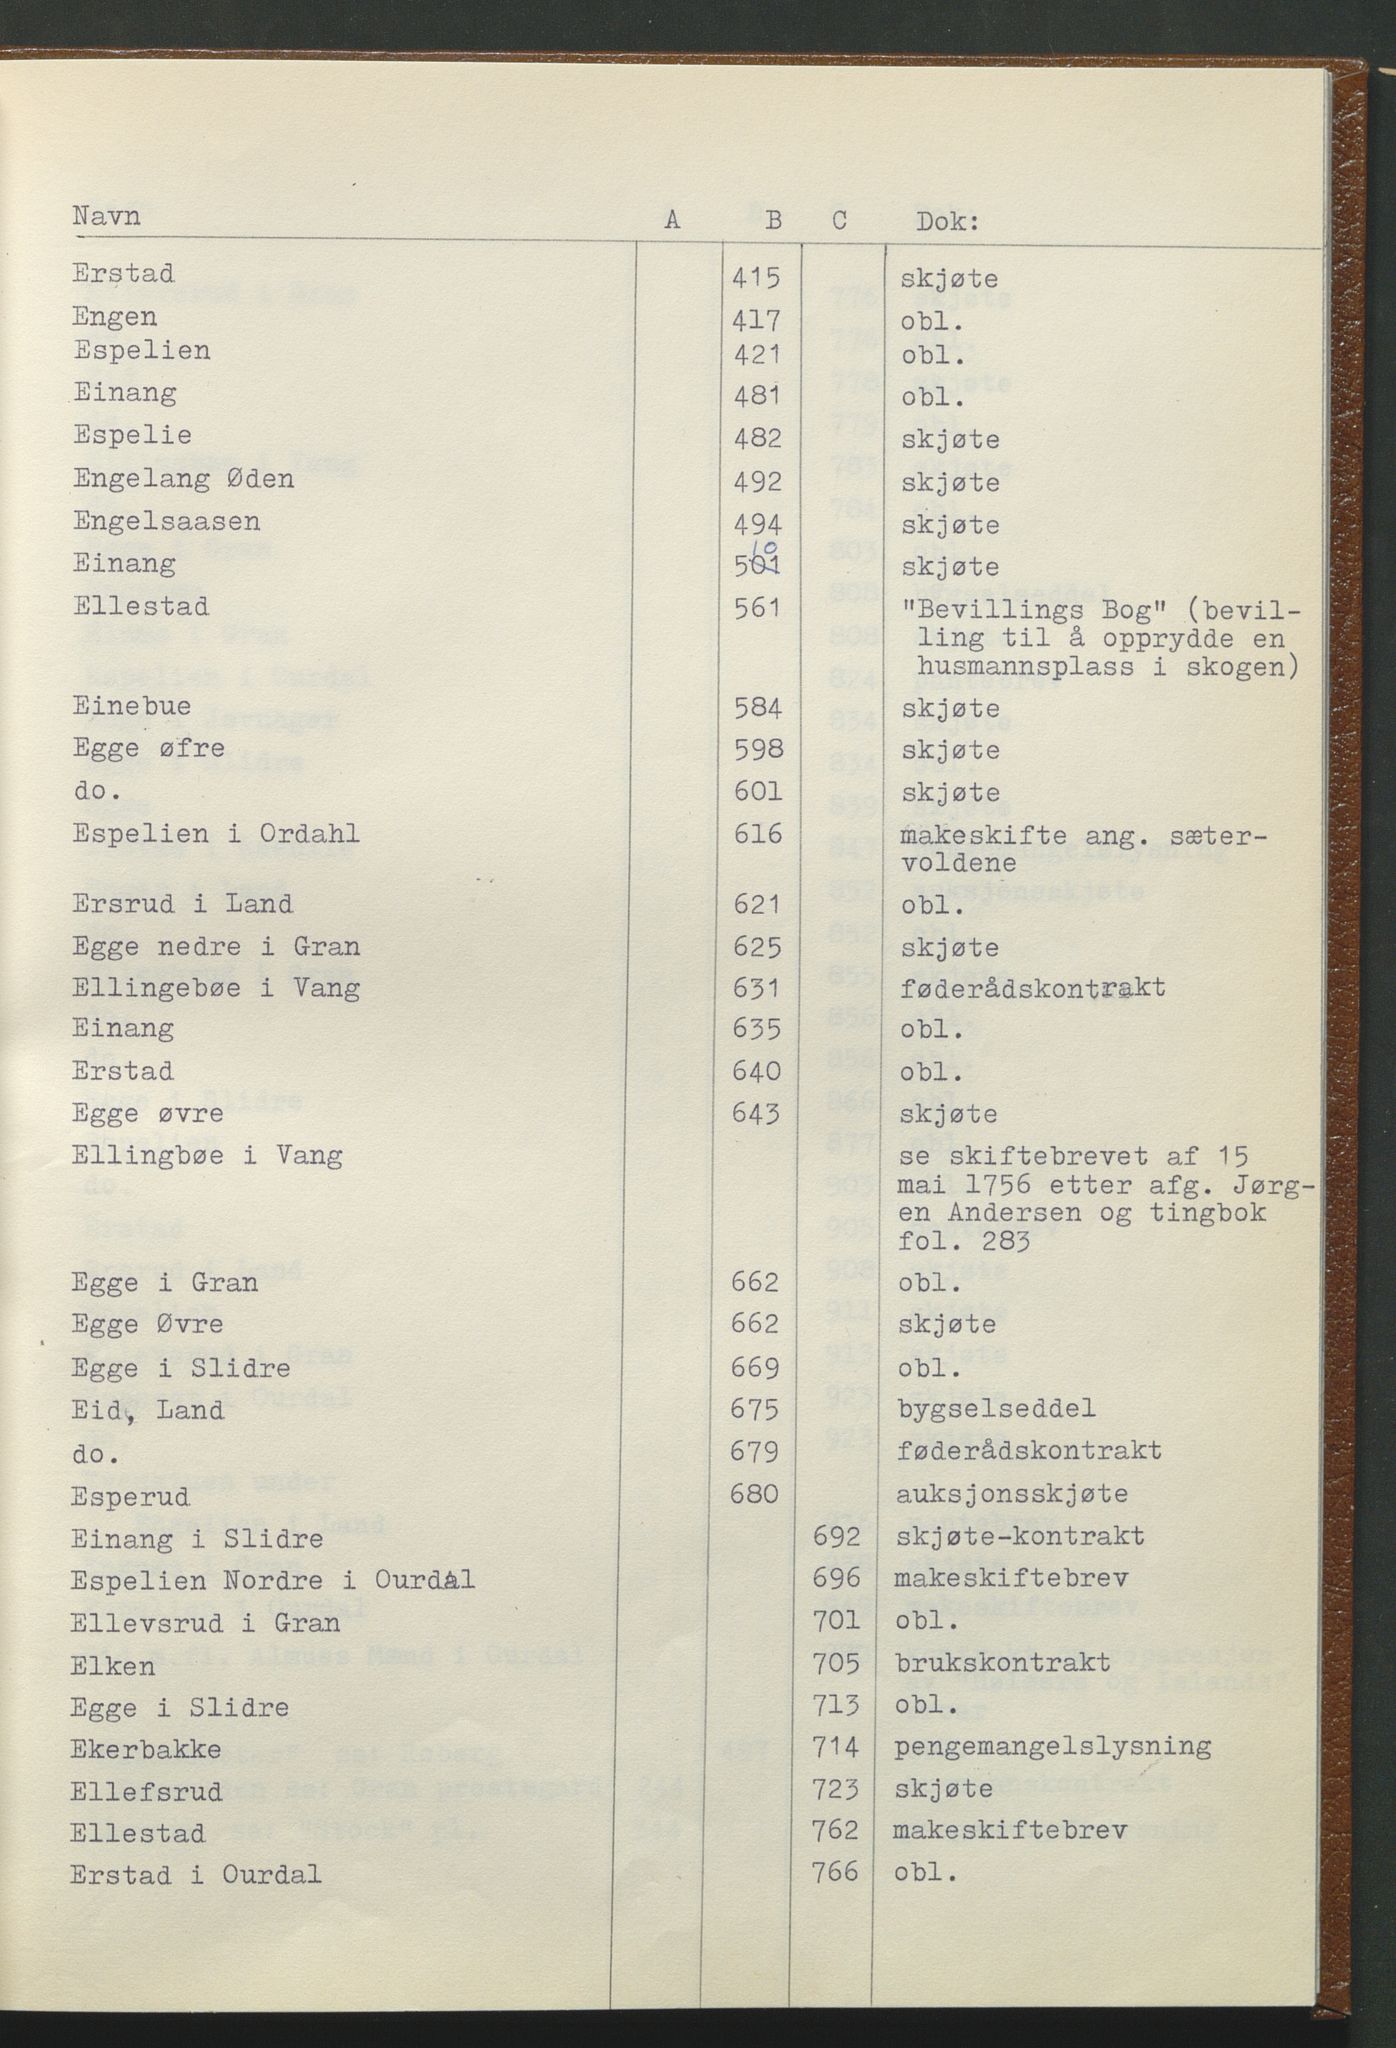 Navn A B C Dok:
Erstad 415 skjøte
Engen 417 obl.
Espelien 421 obl.
Einang 481 obl.
Espelie 482 skjøte
Engelang Øden 492 skjøte
Engelsaasen 494 skjøte
10
Einang 501 skjøte
Ellestad 561 "Bevillings Bog" (bevil-
ling til å opprydde en
husmannsplass i skogen)
Einebue 584 skjøte
Egge øfre 598 skjøte
do. 601 skjøte
Espelien i Ordahl 616 makeskifte ang. sæter-
voldene
Ersrud i Land 621 obl.
Egge nedre i Gran 625 skjøte
Ellingebøe i Vang 631 føderådskontrakt
Einang 635 obl.
Erstad 640 obl.
Egge øvre 643 skjøte
Ellingbøe i Vang se skiftebrevet af 15
mai 1756 etter afg. Jørg-
en Andersen og tingbok
fol. 283
Egge i Gran 662 obl.
Egge Øvre 662 skjøte
Egge i Slidre 669 obl.
Eid, Land 675 bygselseddel
do. 679 føderådskontrakt
Esperud 680 auksjonsskjøte
Einang i Slidre 692 skjøte-kontrakt
Espelien Nordre i Ourdal 696 makeskiftebrev
Ellevsrud i Gran 701 obl.
Elken 705 brukskontrakt
Egge i Slidre 713 obl.
Ekerbakke 714 pengemangelslysning
Ellefsrud 723 skjøte
Ellestad 762 makeskiftebrev
Erstad i Ourdal 766 obl.